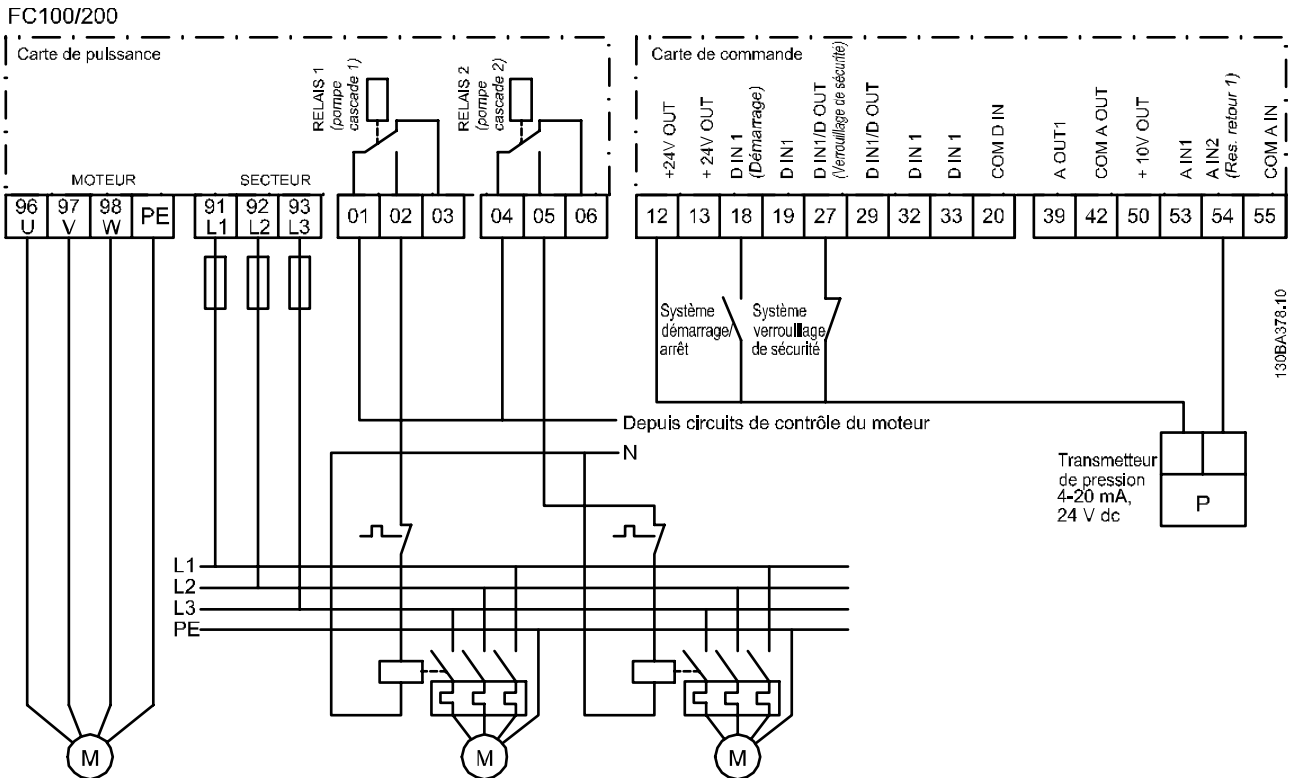 FC100/200
Carte de puissance
Carte de commande
RELAIS 1
(pompe
cascade 1)
RELAIS 2
(pompe
cascade 2)
+24V OUT
+ 24V OUT
D IN 1
(Démarrage)
D IN1
D IN1/D OUT
(Verrouillage de sécurité)
D IN1/D OUT
D IN 1
D IN 1
COM D IN
A OUT1
COM A OUT
+ 10V OUT
A IN1
A IN2
(Res. retour 1)
COM A IN
MOTEUR
SECTEUR
96 97 98 PE
U V W
91 92 93
L1 L2 L3
01 02 03
04 05 06
12 13 18 19 27 29 32 33 20
39 42 50 53 54 55
Système
démarrage/
arrêt
Système
verrouillage
de sécurité
130BA378.10
Depuis circuits de contrôle du moteur
N
Transmetteur
de pression
4-20 mA,
24 V dc
P
L1
L2
L3
PE
M
M
M